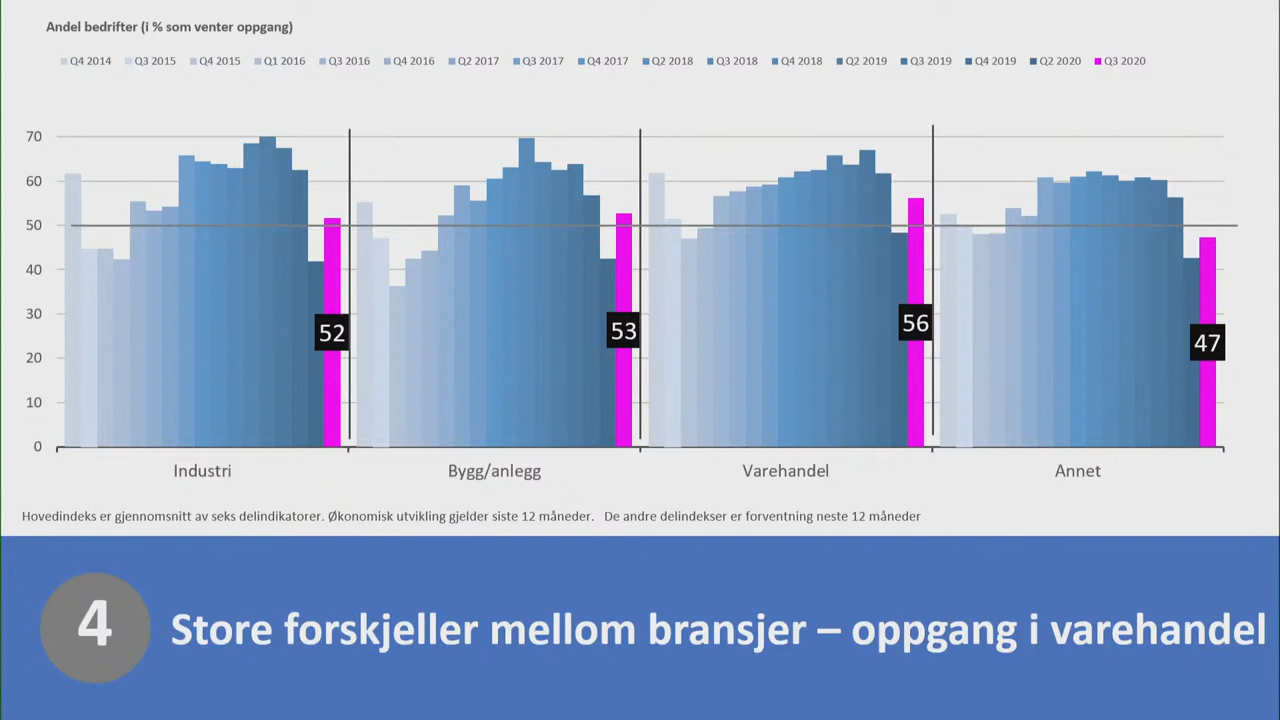 Andel bedrifter (i % som venter oppgang)
Q4 2014 Q3 2015 Q4 2015 Q1 2016 Q3 2016 Q4 2016 Q2 2017 Q3 2017 Q4 2017 Q2 2018 Q3 2018 Q4 2018 Q2 2019 Q3 2019 Q4 2019 Q2 2020 Q3 2020
70
60
50
40
30
20
10
0
52
53
56
47
Industri Bygg/anlegg Varehandel Annet
Hovedindeks er gjennomsnitt av seks delindikatorer. Økonomisk utvikling gjelder siste 12 måneder. De andre delindekser er forventning neste 12 måneder
4
Store forskjeller mellom bransjer – oppgang i varehandel